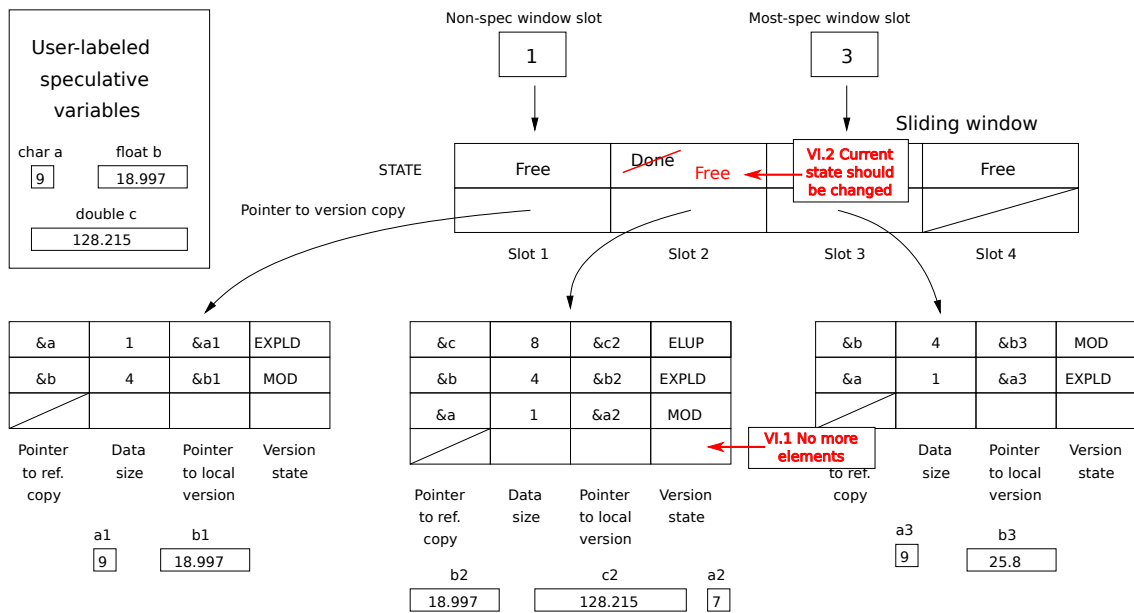 Non-spec window slot
Most-spec window slot
1
3
User-labeled
speculative
variables
char a
float b
9
18.997
double c
128.215
Sliding window
STATE
Free
Done
Free
VI.2 Current
state should
be changed
Free
Pointer to version copy
Slot 1
Slot 2
Slot 3
Slot 4
&a
1
&a1
EXPLD
&b
4
&b1
MOD
Pointer
to ref.
copy
Data
size
Pointer
to local
version
Version
state
a1
b1
9
18.997
&c
8
&c2
ELUP
&b
4
&b2
EXPLD
&a
1
&a2
MOD
VI.1 No more
elements
Pointer
to ref.
copy
Data
size
Pointer
to local
version
Version
state
b2
c2
a2
18.997
128.215
7
&b
4
&b3
MOD
&a
1
&a3
EXPLD
to ref.
copy
Data
size
Pointer
to local
version
Version
state
a3
b3
9
25.8